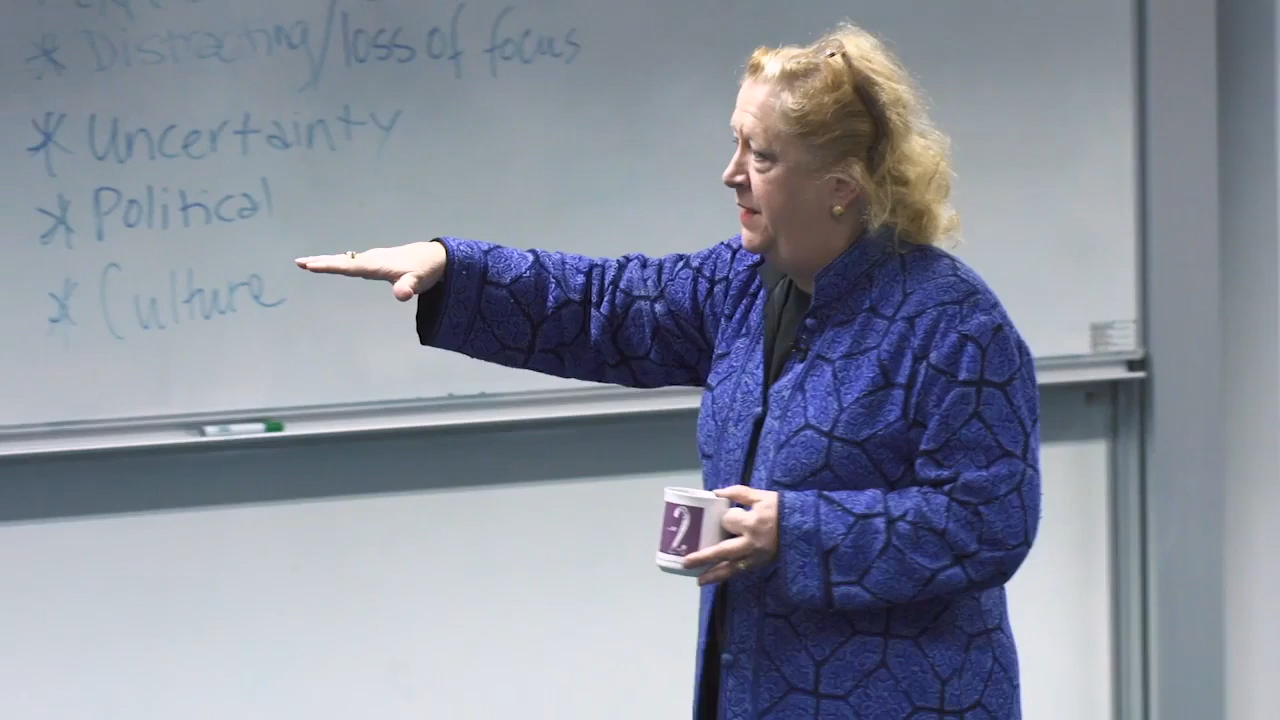 * Distracting/loss of focus
* Uncertainty
* Political
* Culture
-2